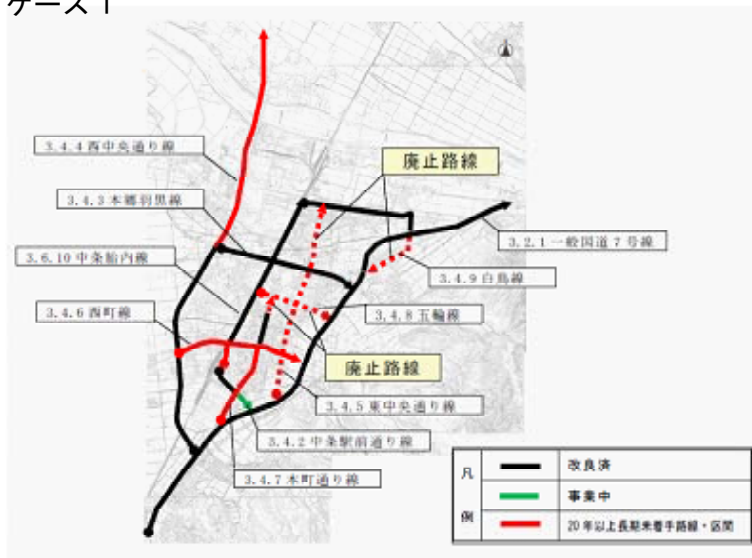 ケース 1
3.4.4 西中央通り線
廃止路線
3.4.3 本郷羽黒線
3.2.1 一般国道７号線
3.6.10 中条胎内線
3.4.9 白鳥線
3.4.6 西町線
3.4.8 五輪線
廃止路線
3.4.5 東中央通り線
3.4.2 中条駅前通り線
3.4.7 本町通り線
凡例
改良済
事業中
20年以上長期未着手路線・区間